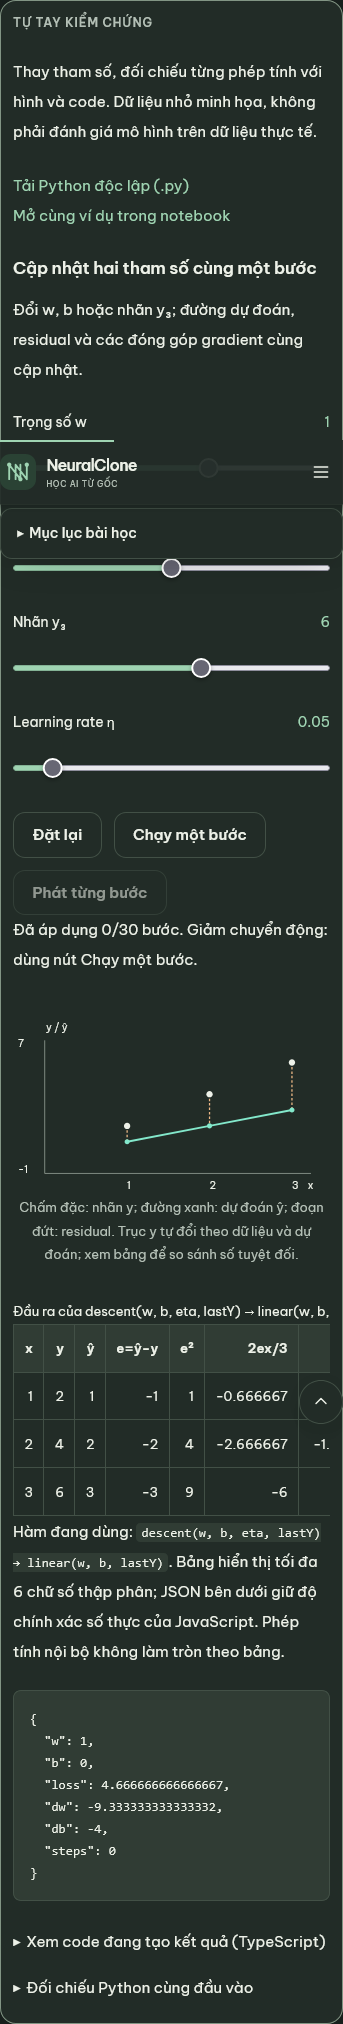 TỰ TAY KIỂM CHỨNG
Thay tham số, đối chiếu từng phép tính với
hình và code. Dữ liệu nhỏ minh họa, không
phải đánh giá mô hình trên dữ liệu thực tế.
Tải Python độc lập (.py)
Mở cùng ví dụ trong notebook
Cập nhật hai tham số cùng một bước
Đổi w, b hoặc nhãn y₃; đường dự đoán,
residual và các đóng góp gradient cùng
cập nhật.
Trọng số w 1
NeuralClone
HỌC AI TỪ GỐC
▸ Mục lục bài học
Nhãn y₃ 6
Learning rate η 0.05
Đặt lại Chạy một bước
Phát từng bước
Đã áp dụng 0/30 bước. Giảm chuyển động:
dùng nút Chạy một bước.
y / ŷ
7
-1
1 2 3 x
Chấm đặc: nhãn y; đường xanh: dự đoán ŷ; đoạn
đứt: residual. Trục y tự đổi theo dữ liệu và dự
đoán; xem bảng để so sánh số tuyệt đối.
Đầu ra của descent(w, b, eta, lastY) → linear(w, b,
x y ŷ e=ŷ-y e² 2ex/3
1 2 1 -1 1 -0.666667
2 4 2 -2 4 -2.666667 -1.
3 6 3 -3 9 -6
Hàm đang dùng: descent(w, b, eta, lastY)
→ linear(w, b, lastY). Bảng hiển thị tối đa
6 chữ số thập phân; JSON bên dưới giữ độ
chính xác số thực của JavaScript. Phép
tính nội bộ không làm tròn theo bảng.
{
"w": 1,
"b": 0,
"loss": 4.666666666666667,
"dw": -9.333333333333332,
"db": -4,
"steps": 0
}
▸ Xem code đang tạo kết quả (TypeScript)
▸ Đối chiếu Python cùng đầu vào